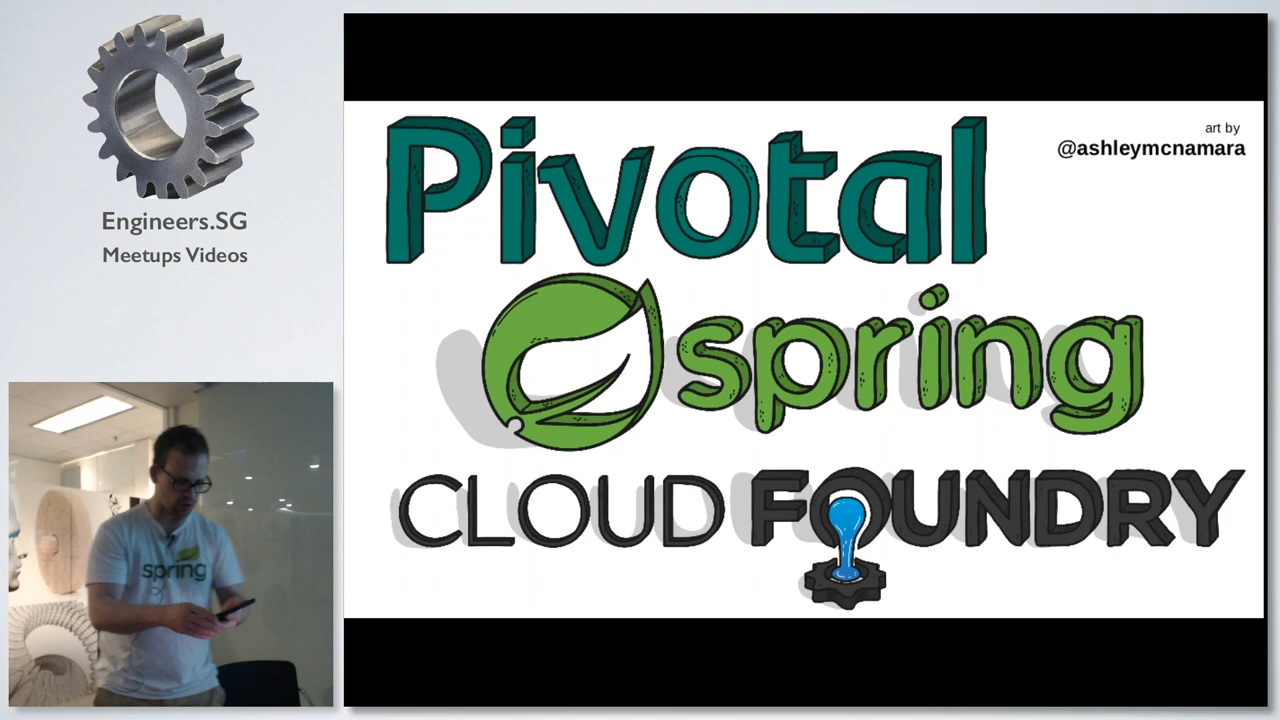 Engineers.SG
Meetups Videos
Pivotal
art by
@ashleymcnamara
spring
CLOUD FOUNDRY
spring